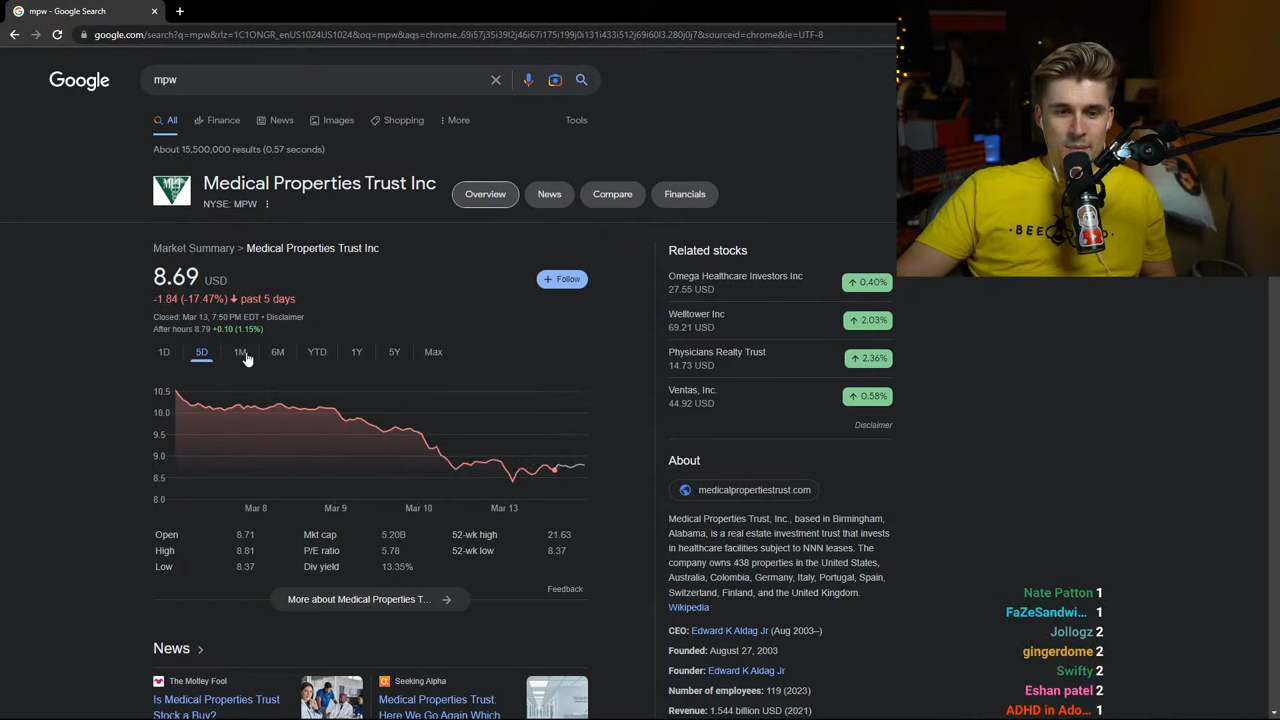 mpw - Google Search
google.com/search?q=mpw&rlz=1C1ONGR_enUS1024US1024&oq=mpw&aqs=chrome..69i57j35i39l2j46i67i175i199j0i131i433i512j69i60l3.280j0j7&sourceid=chrome&ie=UTF-8
Google
mpw
All
Finance
News
Images
Shopping
More
Tools
About 15,500,000 results (0.57 seconds)
Medical Properties Trust Inc
NYSE: MPW
Overview
News
Compare
Financials
Market Summary > Medical Properties Trust Inc
8.69 USD
+ Follow
-1.84 (-17.47%) past 5 days
Closed: Mar 13, 7:50 PM EDT • Disclaimer
After hours 8.79 +0.10 (1.15%)
1D 5D 1M 6M YTD 1Y 5Y Max
10.5
10.0
9.5
9.0
8.5
8.0
Mar 8 Mar 9 Mar 10 Mar 13
Open 8.71 Mkt cap 5.20B 52-wk high 21.63
High 8.81 P/E ratio 5.78 52-wk low 8.37
Low 8.37 Div yield 13.35%
Feedback
More about Medical Properties T...
News
The Motley Fool
Is Medical Properties Trust
Stock a Buy?
Seeking Alpha
Medical Properties Trust:
Here We Go Again Which
Related stocks
Omega Healthcare Investors Inc
27.55 USD
0.40%
Welltower Inc
69.21 USD
2.03%
Physicians Realty Trust
14.73 USD
2.36%
Ventas, Inc.
44.92 USD
0.58%
Disclaimer
About
medicalpropertiestrust.com
Medical Properties Trust, Inc., based in Birmingham,
Alabama, is a real estate investment trust that invests
in healthcare facilities subject to NNN leases. The
company owns 438 properties in the United States,
Australia, Colombia, Germany, Italy, Portugal, Spain,
Switzerland, Finland, and the United Kingdom.
Wikipedia
CEO: Edward K Aldag Jr (Aug 2003–)
Founded: August 27, 2003
Founder: Edward K Aldag Jr
Number of employees: 119 (2023)
Revenue: 1.544 billion USD (2021)
BEE
Nate Patton 1
FaZeSandwi... 1
Jollogz 2
gingerdome 2
Swifty 2
Eshan patel 2
ADHD in Ado... 1